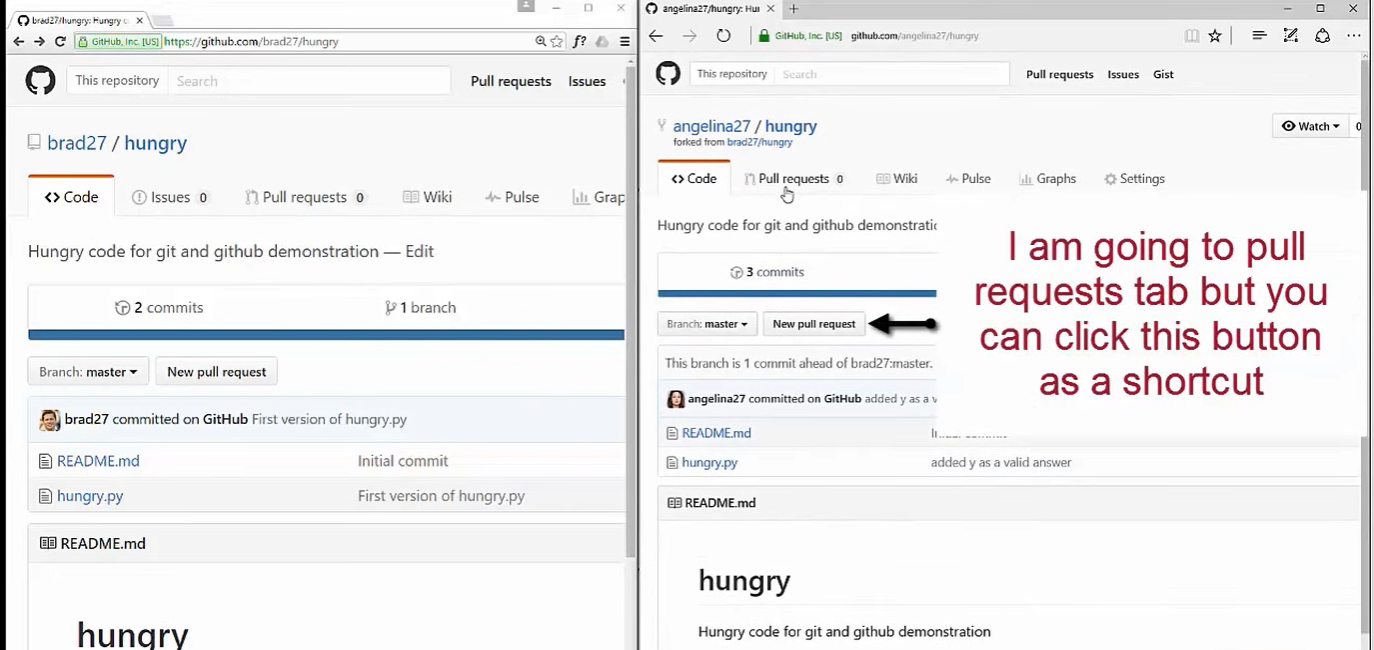 brad27/hungry: Hungry c
GitHub, Inc. [US] https://github.com/brad27/hungry
This repository Search Pull requests Issues
brad27 / hungry
Code Issues 0 Pull requests 0 Wiki Pulse Grap
Hungry code for git and github demonstration — Edit
2 commits 1 branch
Branch: master New pull request
brad27 committed on GitHub First version of hungry.py
README.md Initial commit
hungry.py First version of hungry.py
README.md
hungry
angelina27/hungry: Hur
GitHub, Inc. [US] github.com/angelina27/hungry
This repository Search Pull requests Issues Gist
angelina27 / hungry
Watch 0
forked from brad27/hungry
Code Pull requests 0 Wiki Pulse Graphs Settings
Hungry code for git and github demonstratic
3 commits
Branch: master New pull request
This branch is 1 commit ahead of brad27:master.
angelina27 committed on GitHub added y as a v
README.md
hungry.py added y as a valid answer
README.md
hungry
Hungry code for git and github demonstration
I am going to pull
requests tab but you
can click this button
as a shortcut